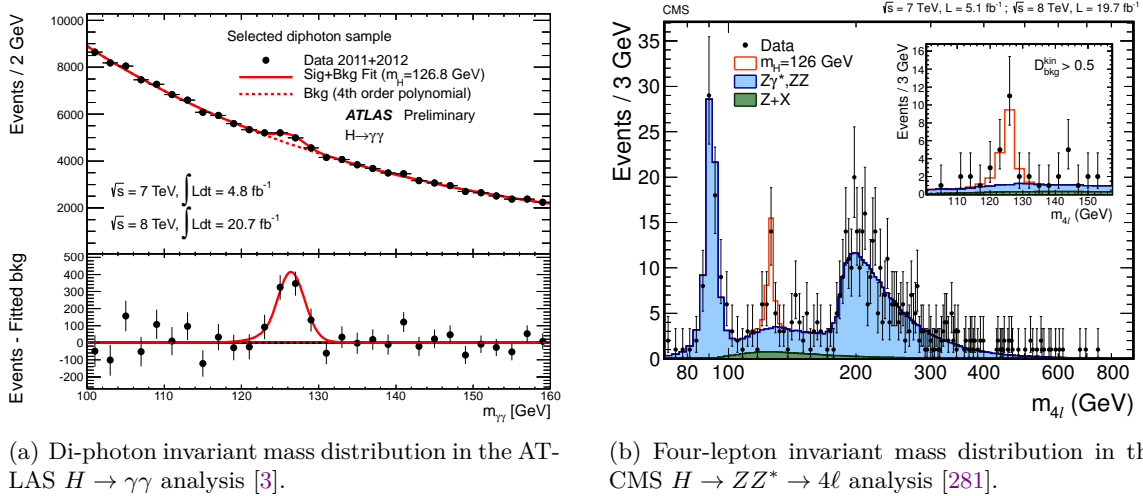 Events / 2 GeV
10000
8000
6000
4000
2000
Selected diphoton sample
Data 2011+2012
Sig+Bkg Fit (m_H=126.8 GeV)
Bkg (4th order polynomial)
ATLAS Preliminary
H→γγ
√s = 7 TeV, ∫Ldt = 4.8 fb⁻¹
√s = 8 TeV, ∫Ldt = 20.7 fb⁻¹
Events - Fitted bkg
500
400
300
200
100
0
-100
-200
100 110 120 130 140 150 160
m_γγ [GeV]
(a) Di-photon invariant mass distribution in the AT-
LAS H → γγ analysis [3].
CMS √s = 7 TeV, L = 5.1 fb⁻¹ ; √s = 8 TeV, L = 19.7 fb⁻¹
Events / 3 GeV
35
30
25
20
15
10
5
0
Data
m_H=126 GeV
Zγ*,ZZ
Z+X
Events / 3 GeV
16
14
12
10
8
6
4
2
0
D^kin_bkg > 0.5
110 120 130 140 150
m_4l (GeV)
80 100 200 300 400 600 800
m_4l (GeV)
(b) Four-lepton invariant mass distribution in th
CMS H → ZZ* → 4ℓ analysis [281].